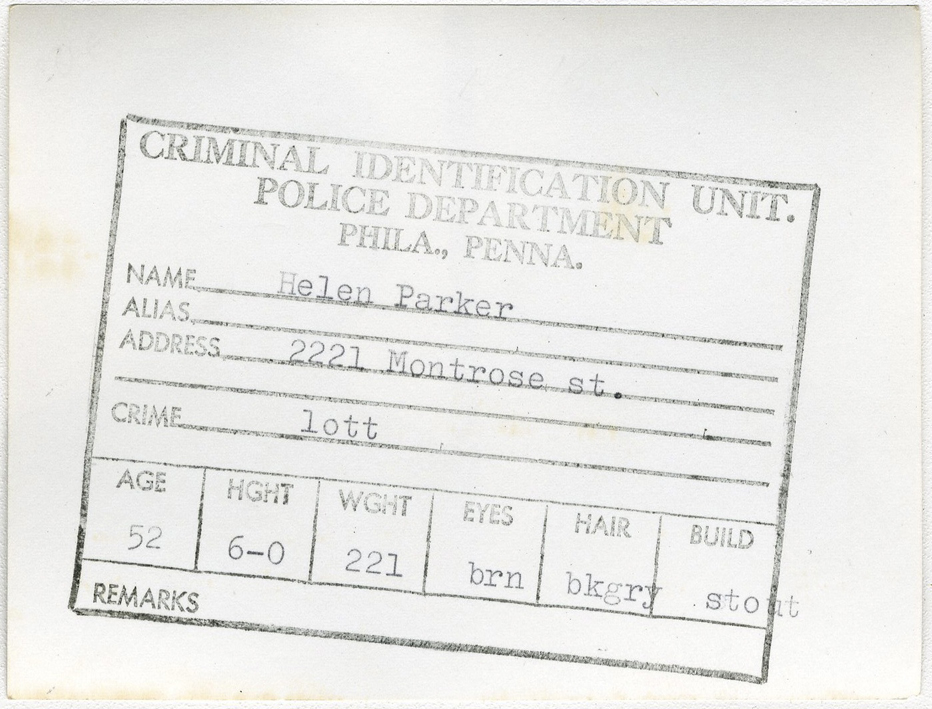 CRIMINAL IDENTIFICATION UNIT.
POLICE DEPARTMENT
PHILA., PENNA.
NAME Helen Parker
ALIAS
ADDRESS 2221 Montrose st.
CRIME lott
AGE HGHT WGHT EYES HAIR BUILD
52 6-0 221 brn bkgry stout
REMARKS